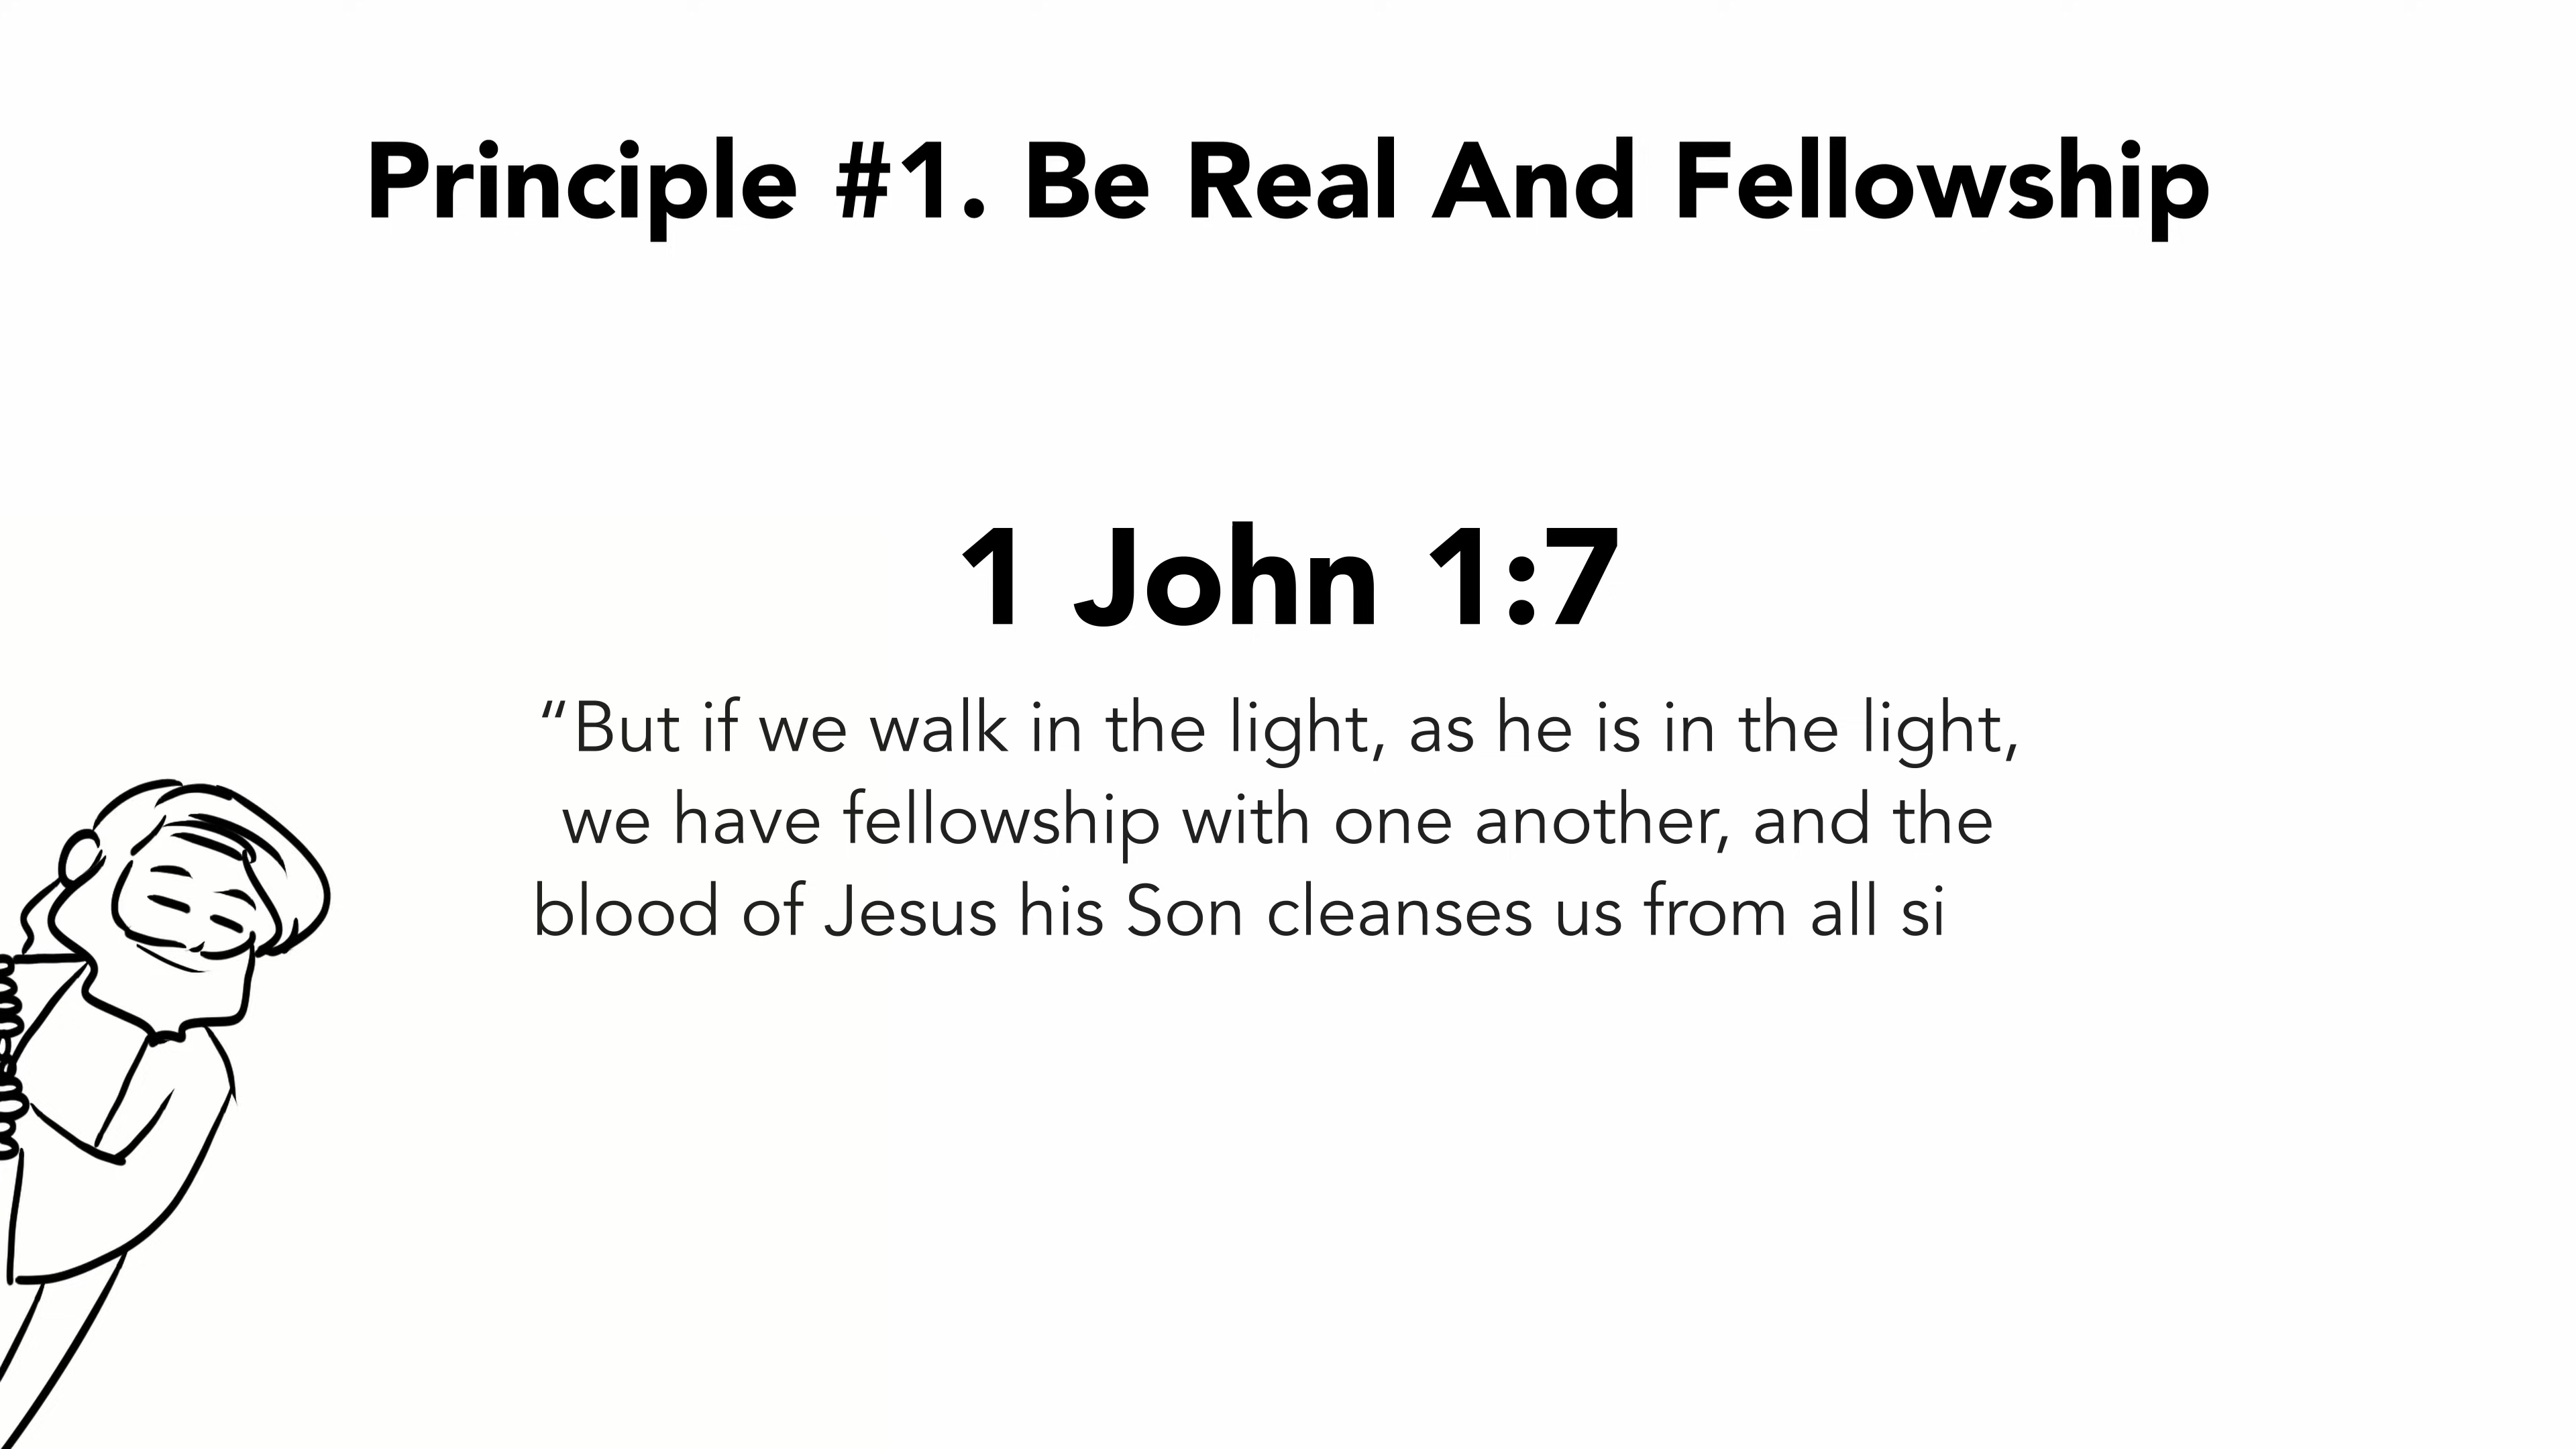 Principle #1. Be Real And Fellowship
1 John 1:7
“But if we walk in the light, as he is in the light,
we have fellowship with one another, and the
blood of Jesus his Son cleanses us from all si